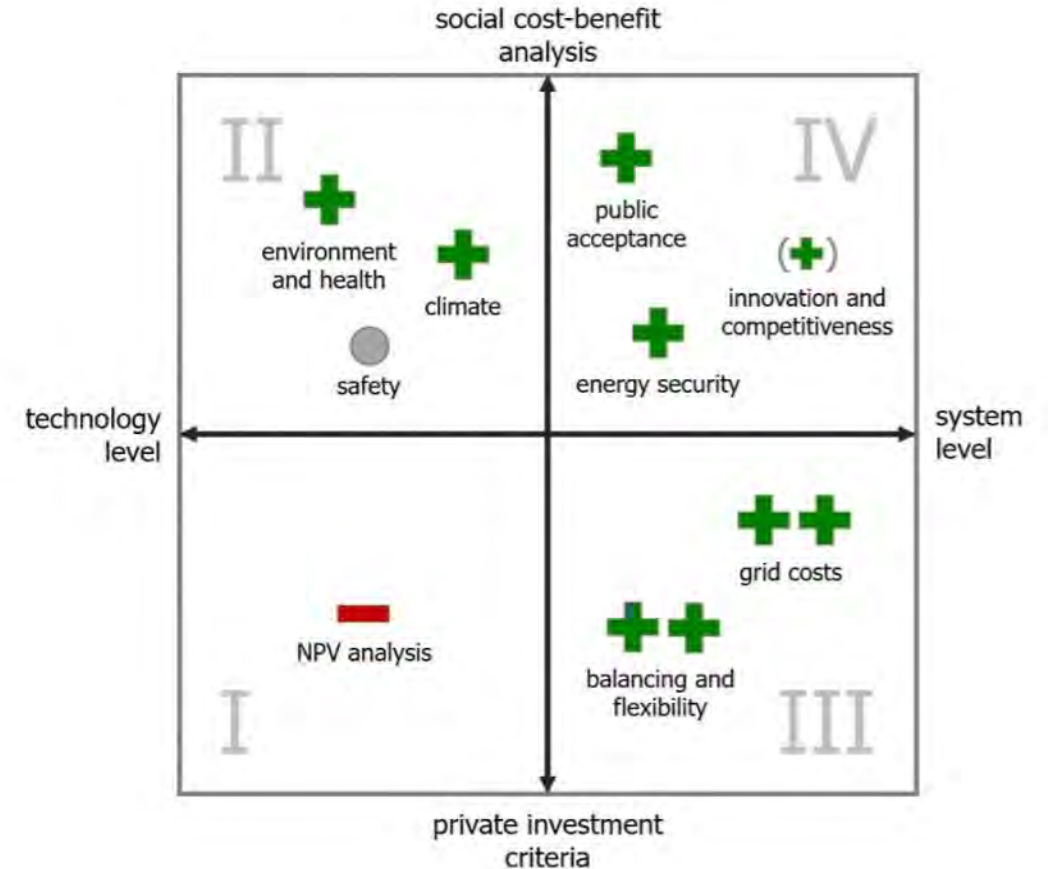 social cost-benefit
analysis
II
IV
public
acceptance
environment
and health
climate
( )
innovation and
competitiveness
safety
energy security
technology
level
system
level
grid costs
NPV analysis
balancing and
flexibility
I
III
private investment
criteria